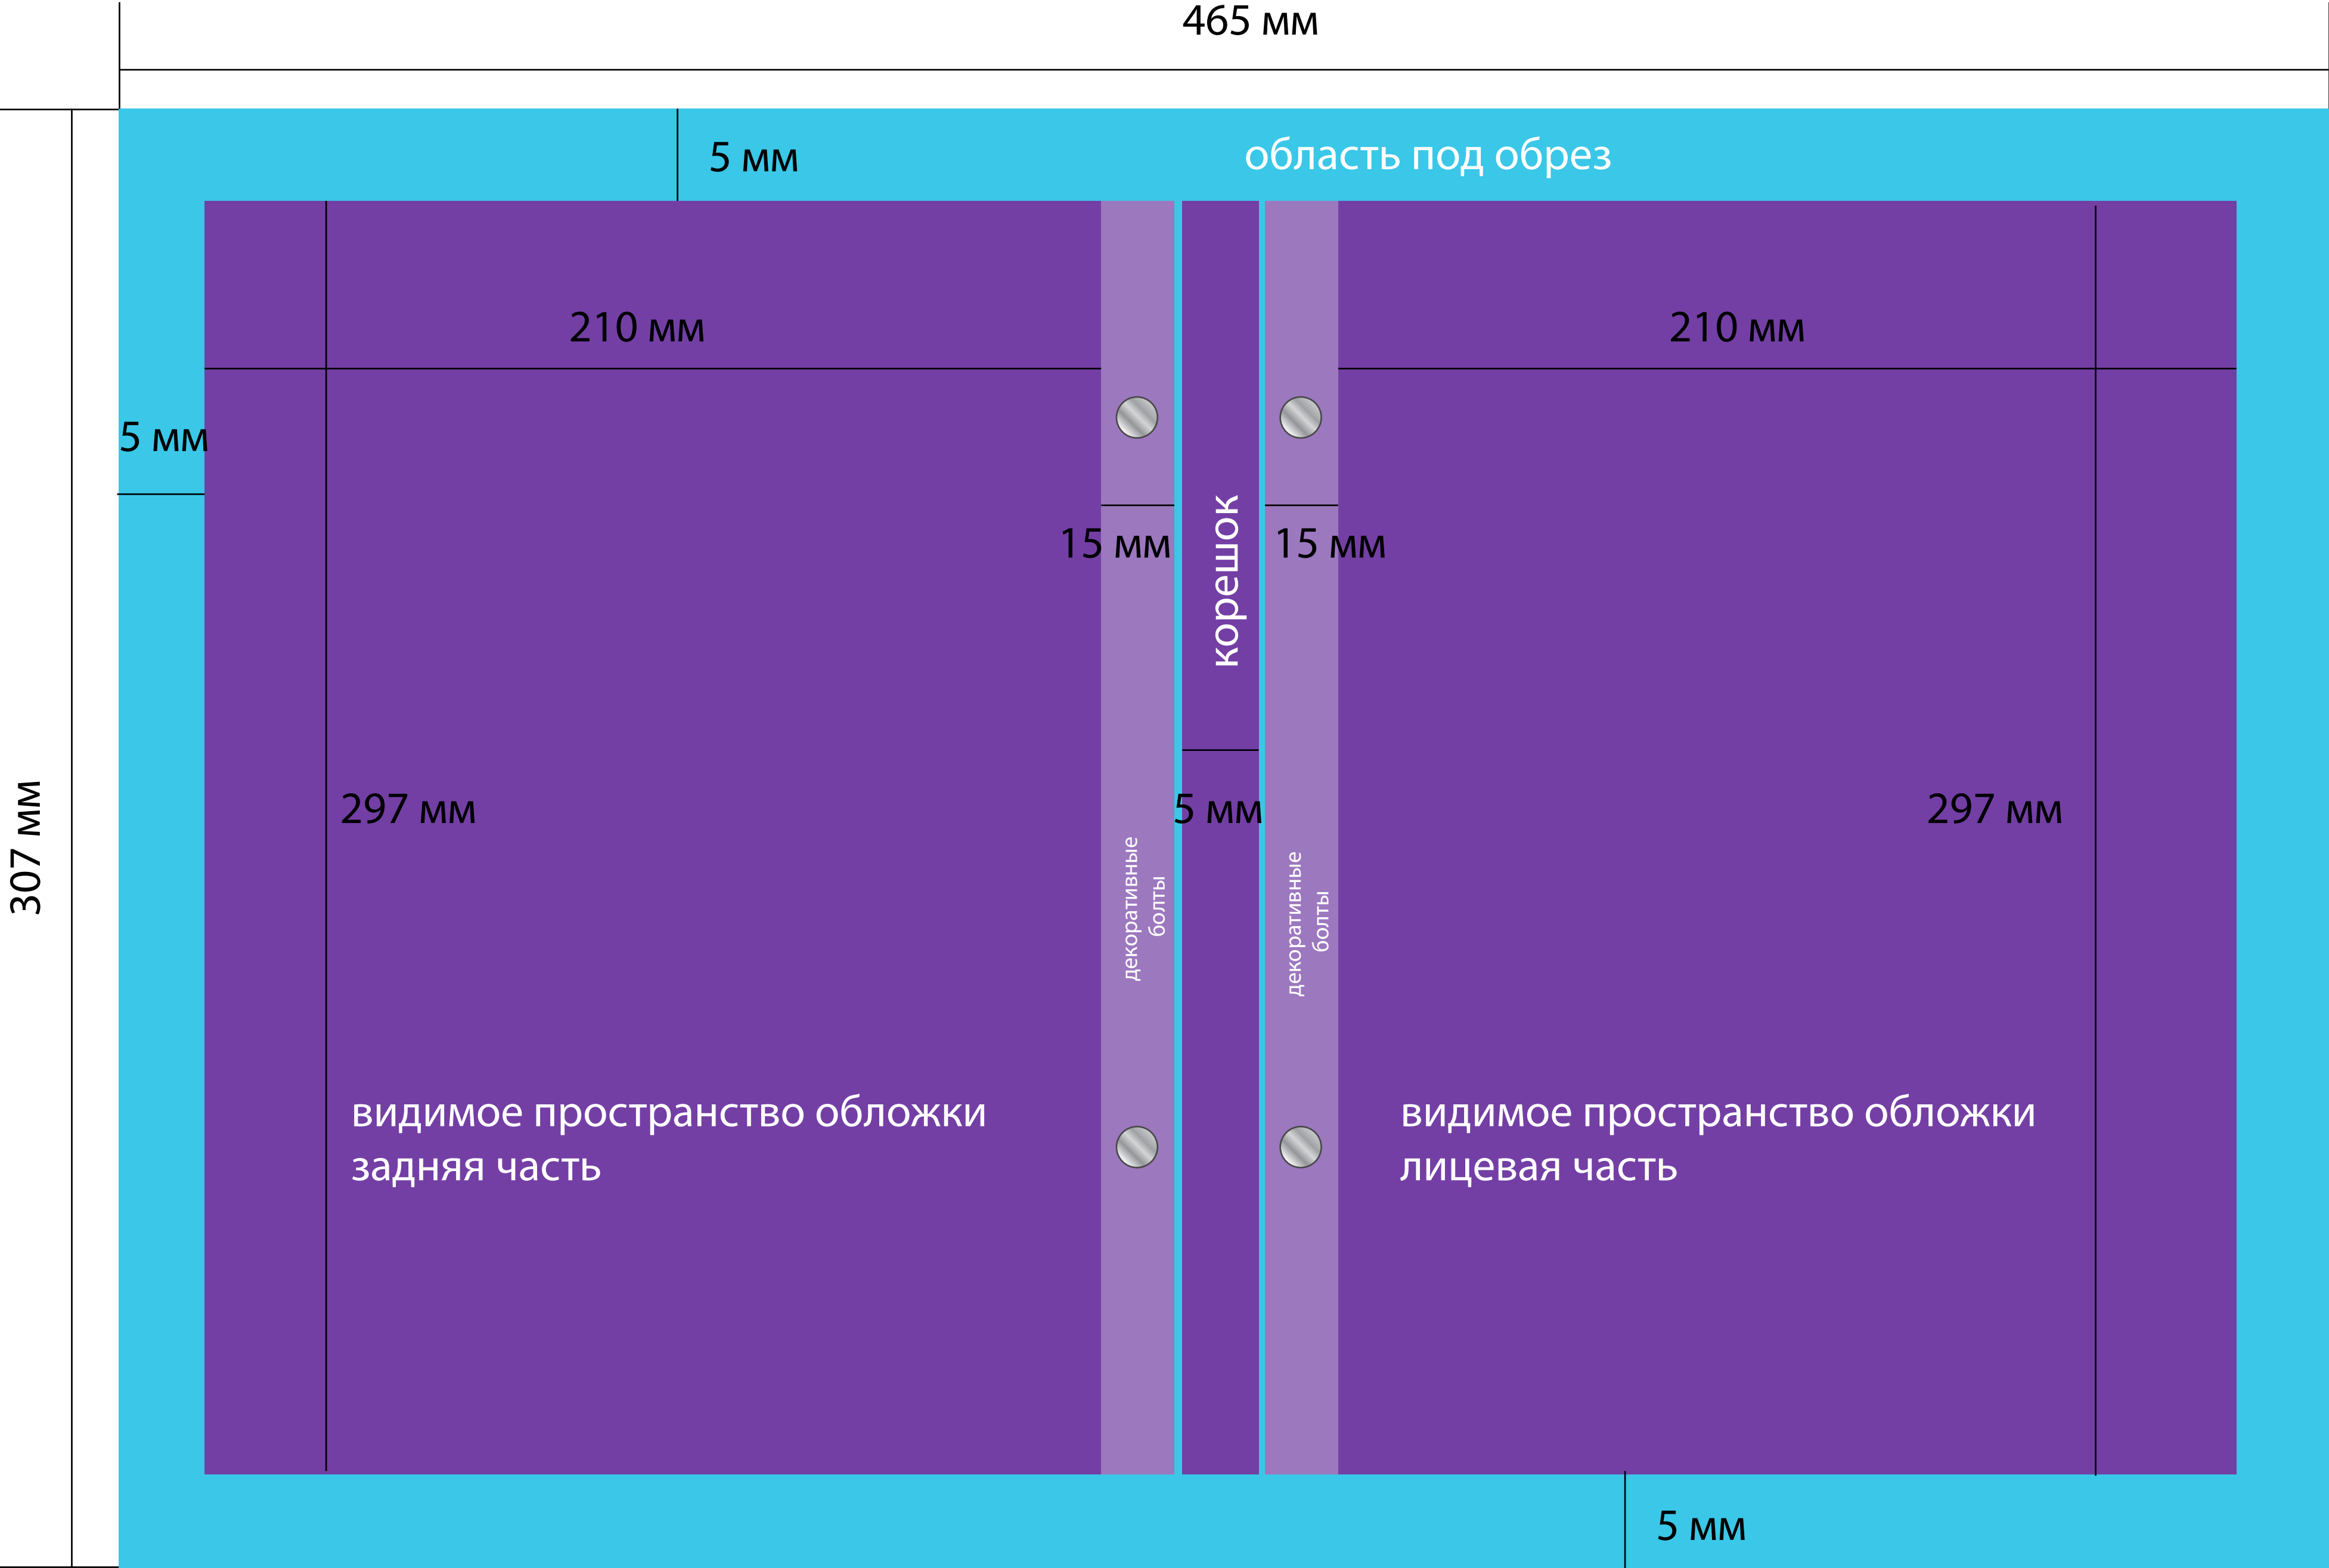 465 мм
5 мм
область под обрез
210 мм
210 мм
5 мм
15 мм
15 мм
корешок
307 мм
297 мм
5 мм
297 мм
декоративные
болты
декоративные
болты
видимое пространство обложки
задняя часть
видимое пространство обложки
лицевая часть
5 мм